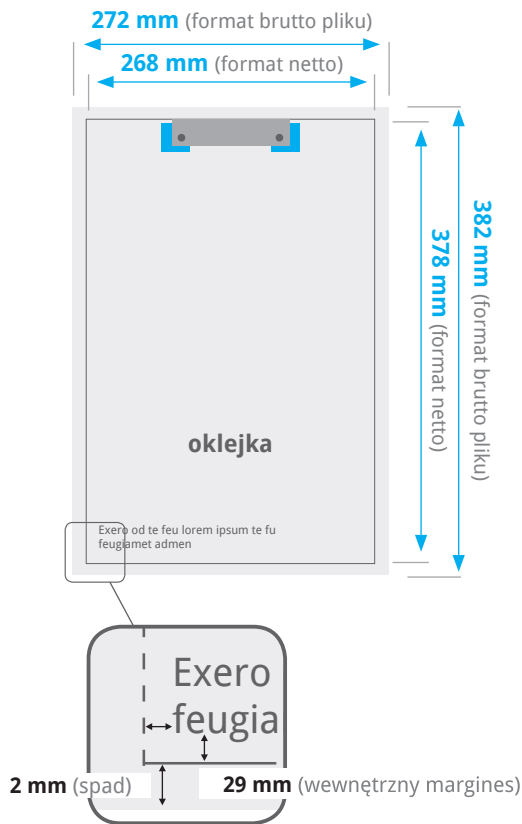 272 mm (format brutto pliku)
268 mm (format netto)
382 mm (format brutto pliku)
378 mm (format netto)
oklejka
Exero od te feu lorem ipsum te fu
feugiamet admen
Exero
feugia
2 mm (spad)
29 mm (wewnętrzny margines)